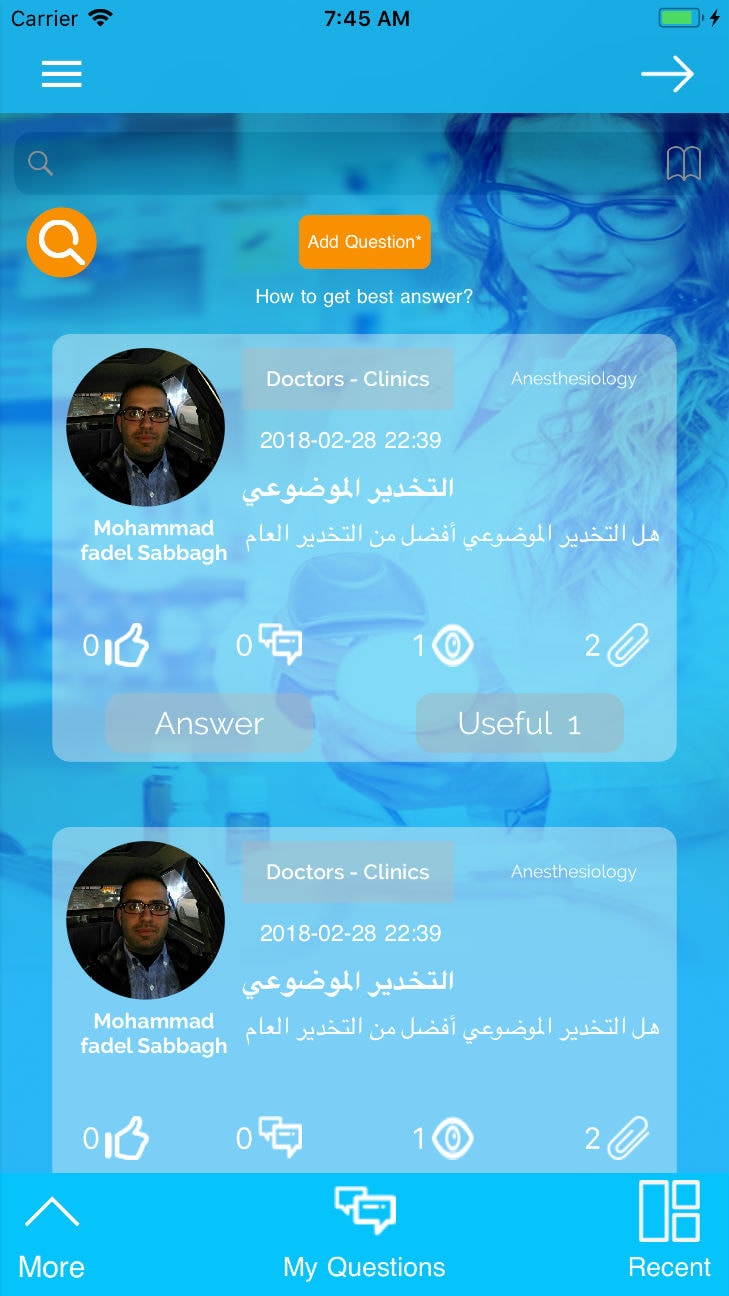 Carrier 7:45 AM
Add Question*
How to get best answer?
Doctors - Clinics Anesthesiology
2018-02-28 22:39
التخدير الموضوعي
هل التخدير الموضوعي أفضل من التخدير العام
Mohammad
fadel Sabbagh
0 0 1 2
Answer Useful 1
Doctors - Clinics Anesthesiology
2018-02-28 22:39
التخدير الموضوعي
هل التخدير الموضوعي أفضل من التخدير العام
Mohammad
fadel Sabbagh
0 0 1 2
More My Questions Recent